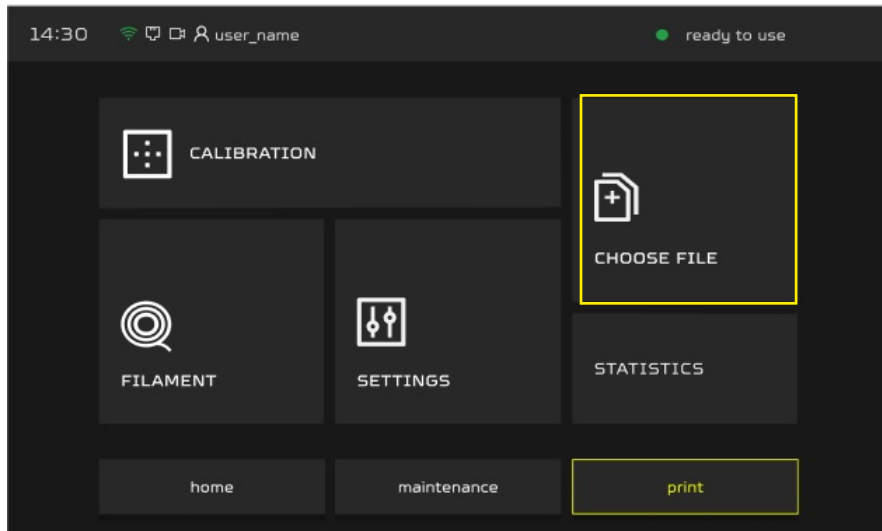 14:30 user_name ready to use
CALIBRATION
CHOOSE FILE
FILAMENT
SETTINGS
STATISTICS
home maintenance print